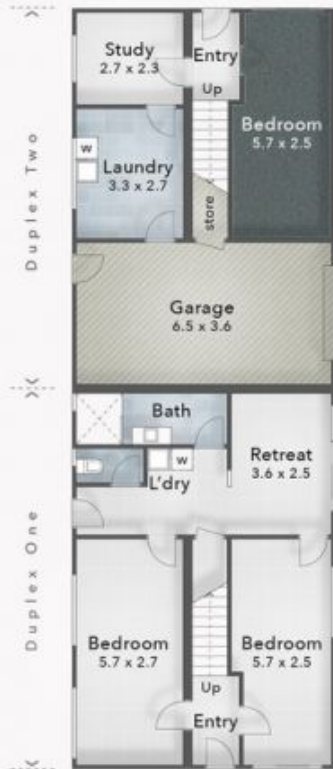 Duplex Two
Study
2.7 x 2.3
Entry
Up
Bedroom
5.7 x 2.5
W
Laundry
3.3 x 2.7
store
Garage
6.5 x 3.6
Duplex One
Bath
Retreat
3.6 x 2.5
W
L'dry
Bedroom
5.7 x 2.7
Bedroom
5.7 x 2.5
Up
Entry